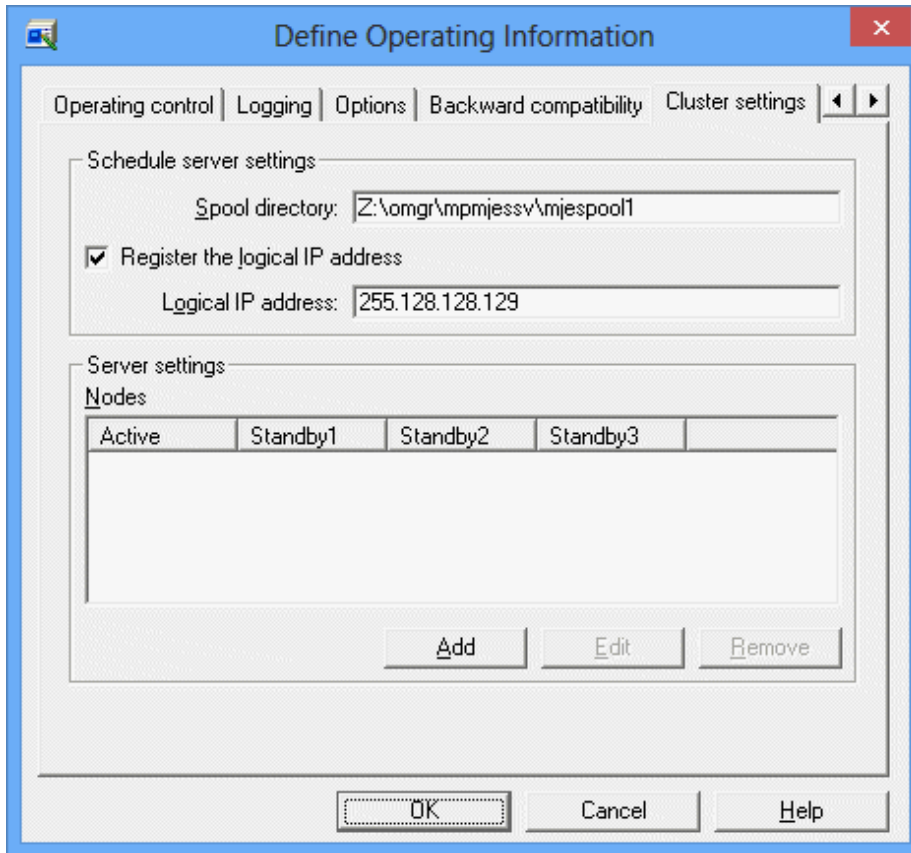 Define Operating Information
Operating control Logging Options Backward compatibility Cluster settings
Schedule server settings
Spool directory: Z:\omgr\mpmjessv\mjespool1
Register the logical IP address
Logical IP address: 255.128.128.129
Server settings
Nodes
Active Standby1 Standby2 Standby3
Add Edit Remove
OK Cancel Help